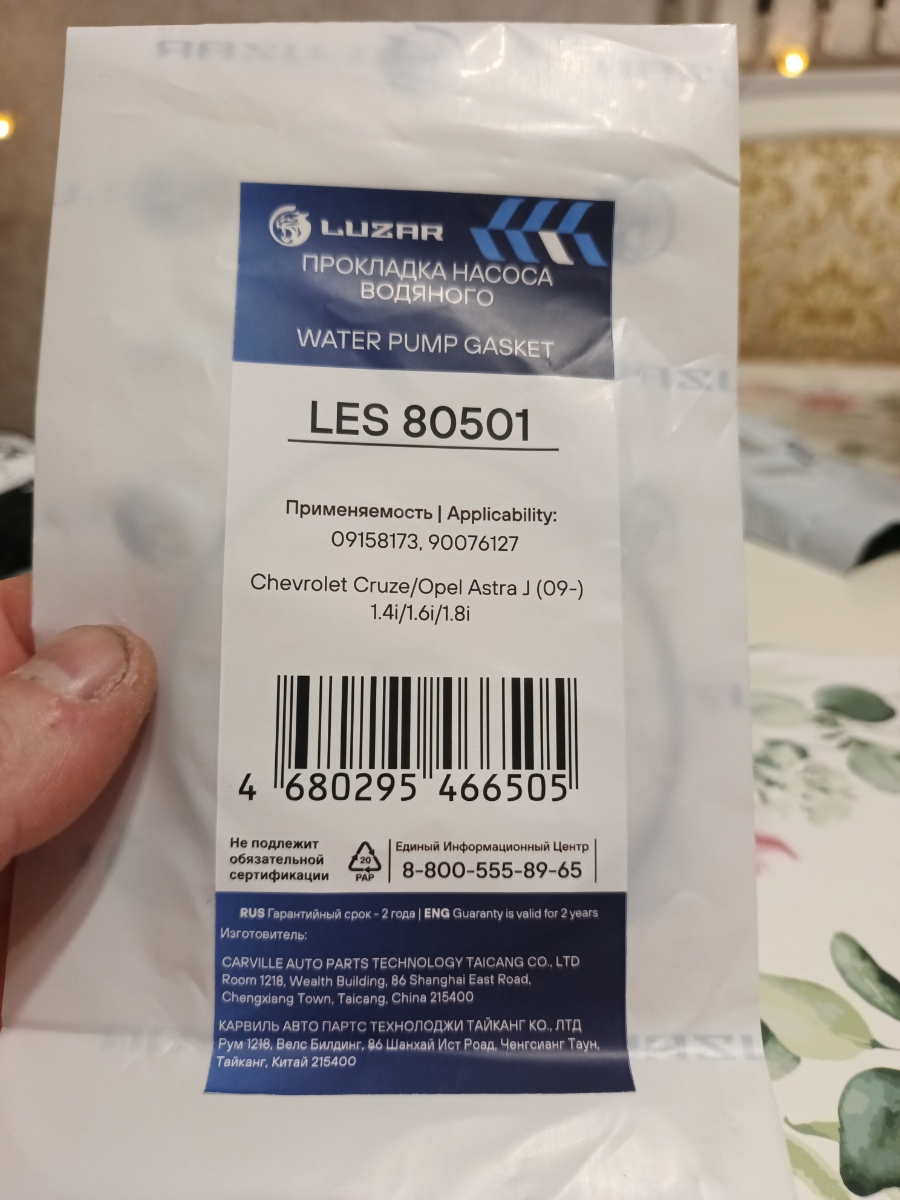 LUZAR
ПРОКЛАДКА НАСОСА
ВОДЯНОГО
WATER PUMP GASKET
LES 80501
Применяемость | Applicability:
09158173, 90076127
Chevrolet Cruze/Opel Astra J (09-)
1.4i/1.6i/1.8i
4 680295 466505
Не подлежит
обязательной
сертификации
20
PAP
Единый Информационный Центр
8-800-555-89-65
RUS Гарантийный срок - 2 года | ENG Guaranty is valid for 2 years
Изготовитель:
CARVILLE AUTO PARTS TECHNOLOGY TAICANG CO., LTD
Room 1218, Wealth Building, 86 Shanghai East Road,
Chengxiang Town, Taicang, China 215400
КАРВИЛЬ АВТО ПАРТС ТЕХНОЛОДЖИ ТАЙКАНГ КО., ЛТД
Рум 1218, Велс Билдинг, 86 Шанхай Ист Роад, Ченгсианг Таун,
Тайканг, Китай 215400